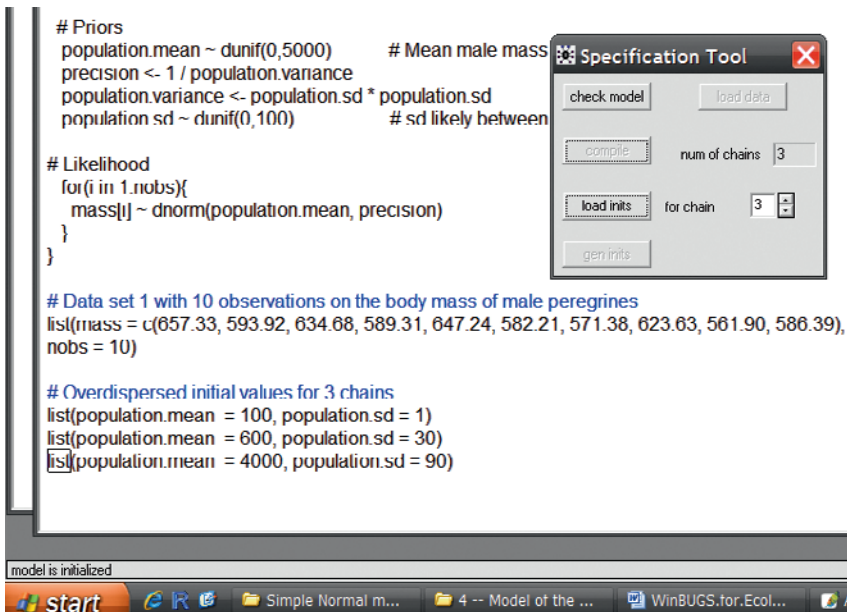 # Priors
population.mean ~ dunif(0,5000) # Mean male mass
precision <- 1 / population.variance
population.variance <- population.sd * population.sd
population.sd ~ dunif(0,100) # sd likely between
# Likelihood
for(i in 1:nobs){
mass[i] ~ dnorm(population.mean, precision)
}
}
# Data set 1 with 10 observations on the body mass of male peregrines
list(mass = c(657.33, 593.92, 634.68, 589.31, 647.24, 582.21, 571.38, 623.63, 561.90, 586.39),
nobs = 10)
# Overdispersed initial values for 3 chains
list(population.mean = 100, population.sd = 1)
list(population.mean = 600, population.sd = 30)
list(population.mean = 4000, population.sd = 90)
Specification Tool
check model load data
compile num of chains 3
load inits for chain 3
gen inits
model is initialized
start Simple Normal m... 4 -- Model of the ... WinBUGS.for.Ecol...